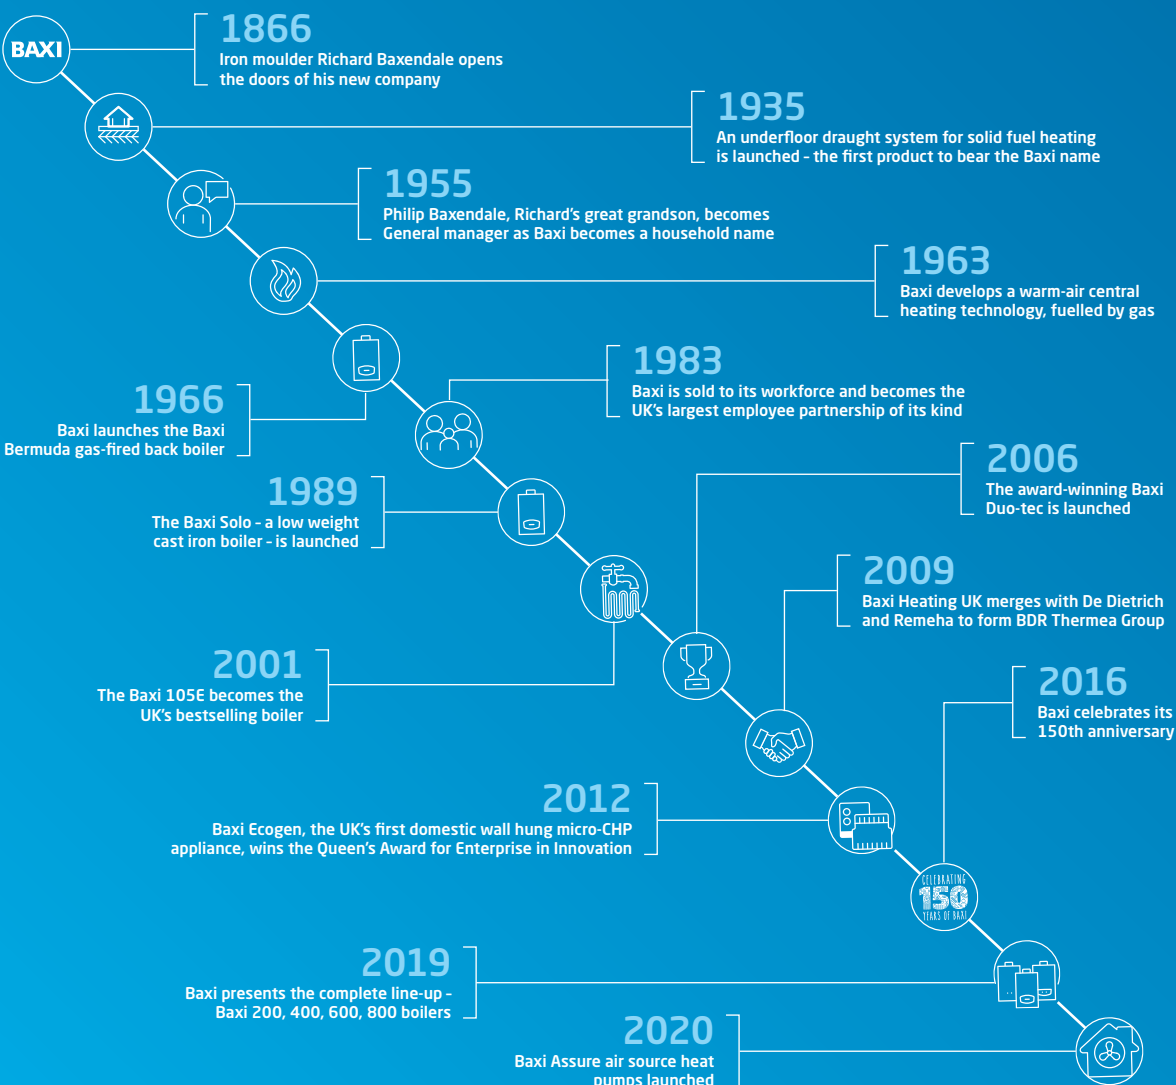 BAXI
1866
Iron moulder Richard Baxendale opens
the doors of his new company
1935
An underfloor draught system for solid fuel heating
is launched – the first product to bear the Baxi name
1955
Philip Baxendale, Richard's great grandson, becomes
General manager as Baxi becomes a household name
1963
Baxi develops a warm-air central
heating technology, fuelled by gas
1966
Baxi launches the Baxi
Bermuda gas-fired back boiler
1983
Baxi is sold to its workforce and becomes the
UK's largest employee partnership of its kind
1989
The Baxi Solo – a low weight
cast iron boiler – is launched
2001
The Baxi 105E becomes the
UK's bestselling boiler
2006
The award-winning Baxi
Duo-tec is launched
2009
Baxi Heating UK merges with De Dietrich
and Remeha to form BDR Thermea Group
2012
Baxi Ecogen, the UK's first domestic wall hung micro-CHP
appliance, wins the Queen's Award for Enterprise in Innovation
2016
Baxi celebrates its
150th anniversary
CELEBRATING
150
YEARS OF BAXI
2019
Baxi presents the complete line-up –
Baxi 200, 400, 600, 800 boilers
2020
Baxi Assure air source heat
pumps launched